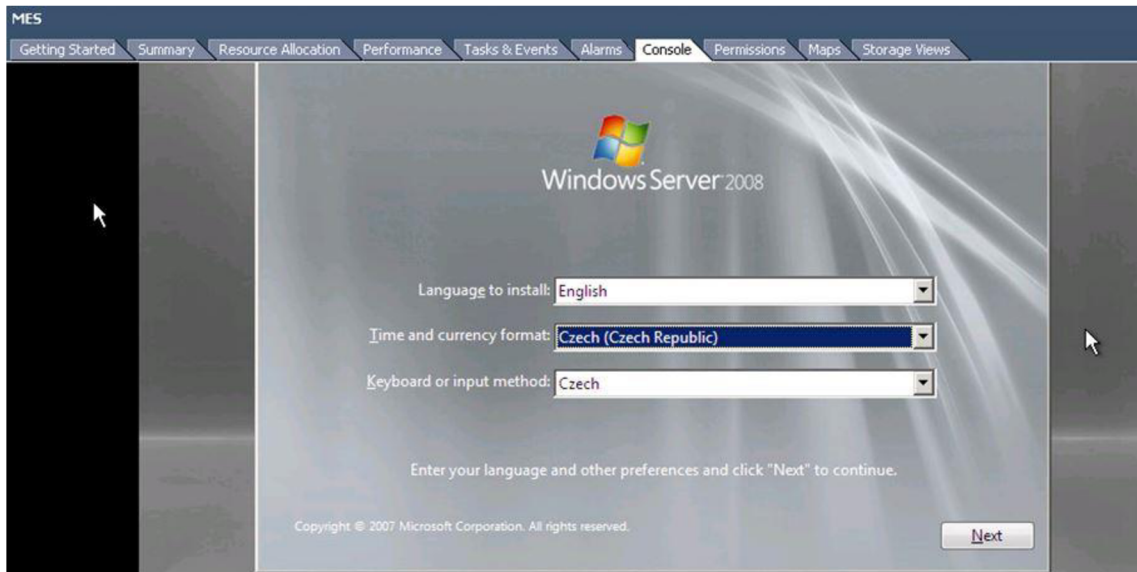 MES
Getting Started Summary Resource Allocation Performance Tasks & Events Alarms Console Permissions Maps Storage Views
Windows Server 2008
Language to install: English
Time and currency format: Czech (Czech Republic)
Keyboard or input method: Czech
Enter your language and other preferences and click "Next" to continue.
Copyright © 2007 Microsoft Corporation. All rights reserved.
Next